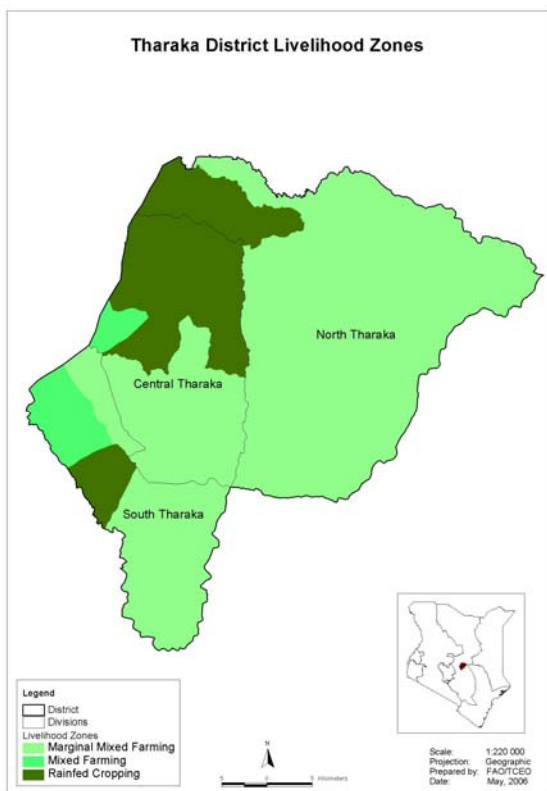 Tharaka District Livelihood Zones
North Tharaka
Central Tharaka
South Tharaka
Legend
District
Divisions
Livelihood Zones
Marginal Mixed Farming
Mixed Farming
Rainfed Cropping
N
5 0 5 Kilometers
Scale: 1:220 000
Projection: Geographic
Prepared by: FAO/TCEO
Date: May, 2006